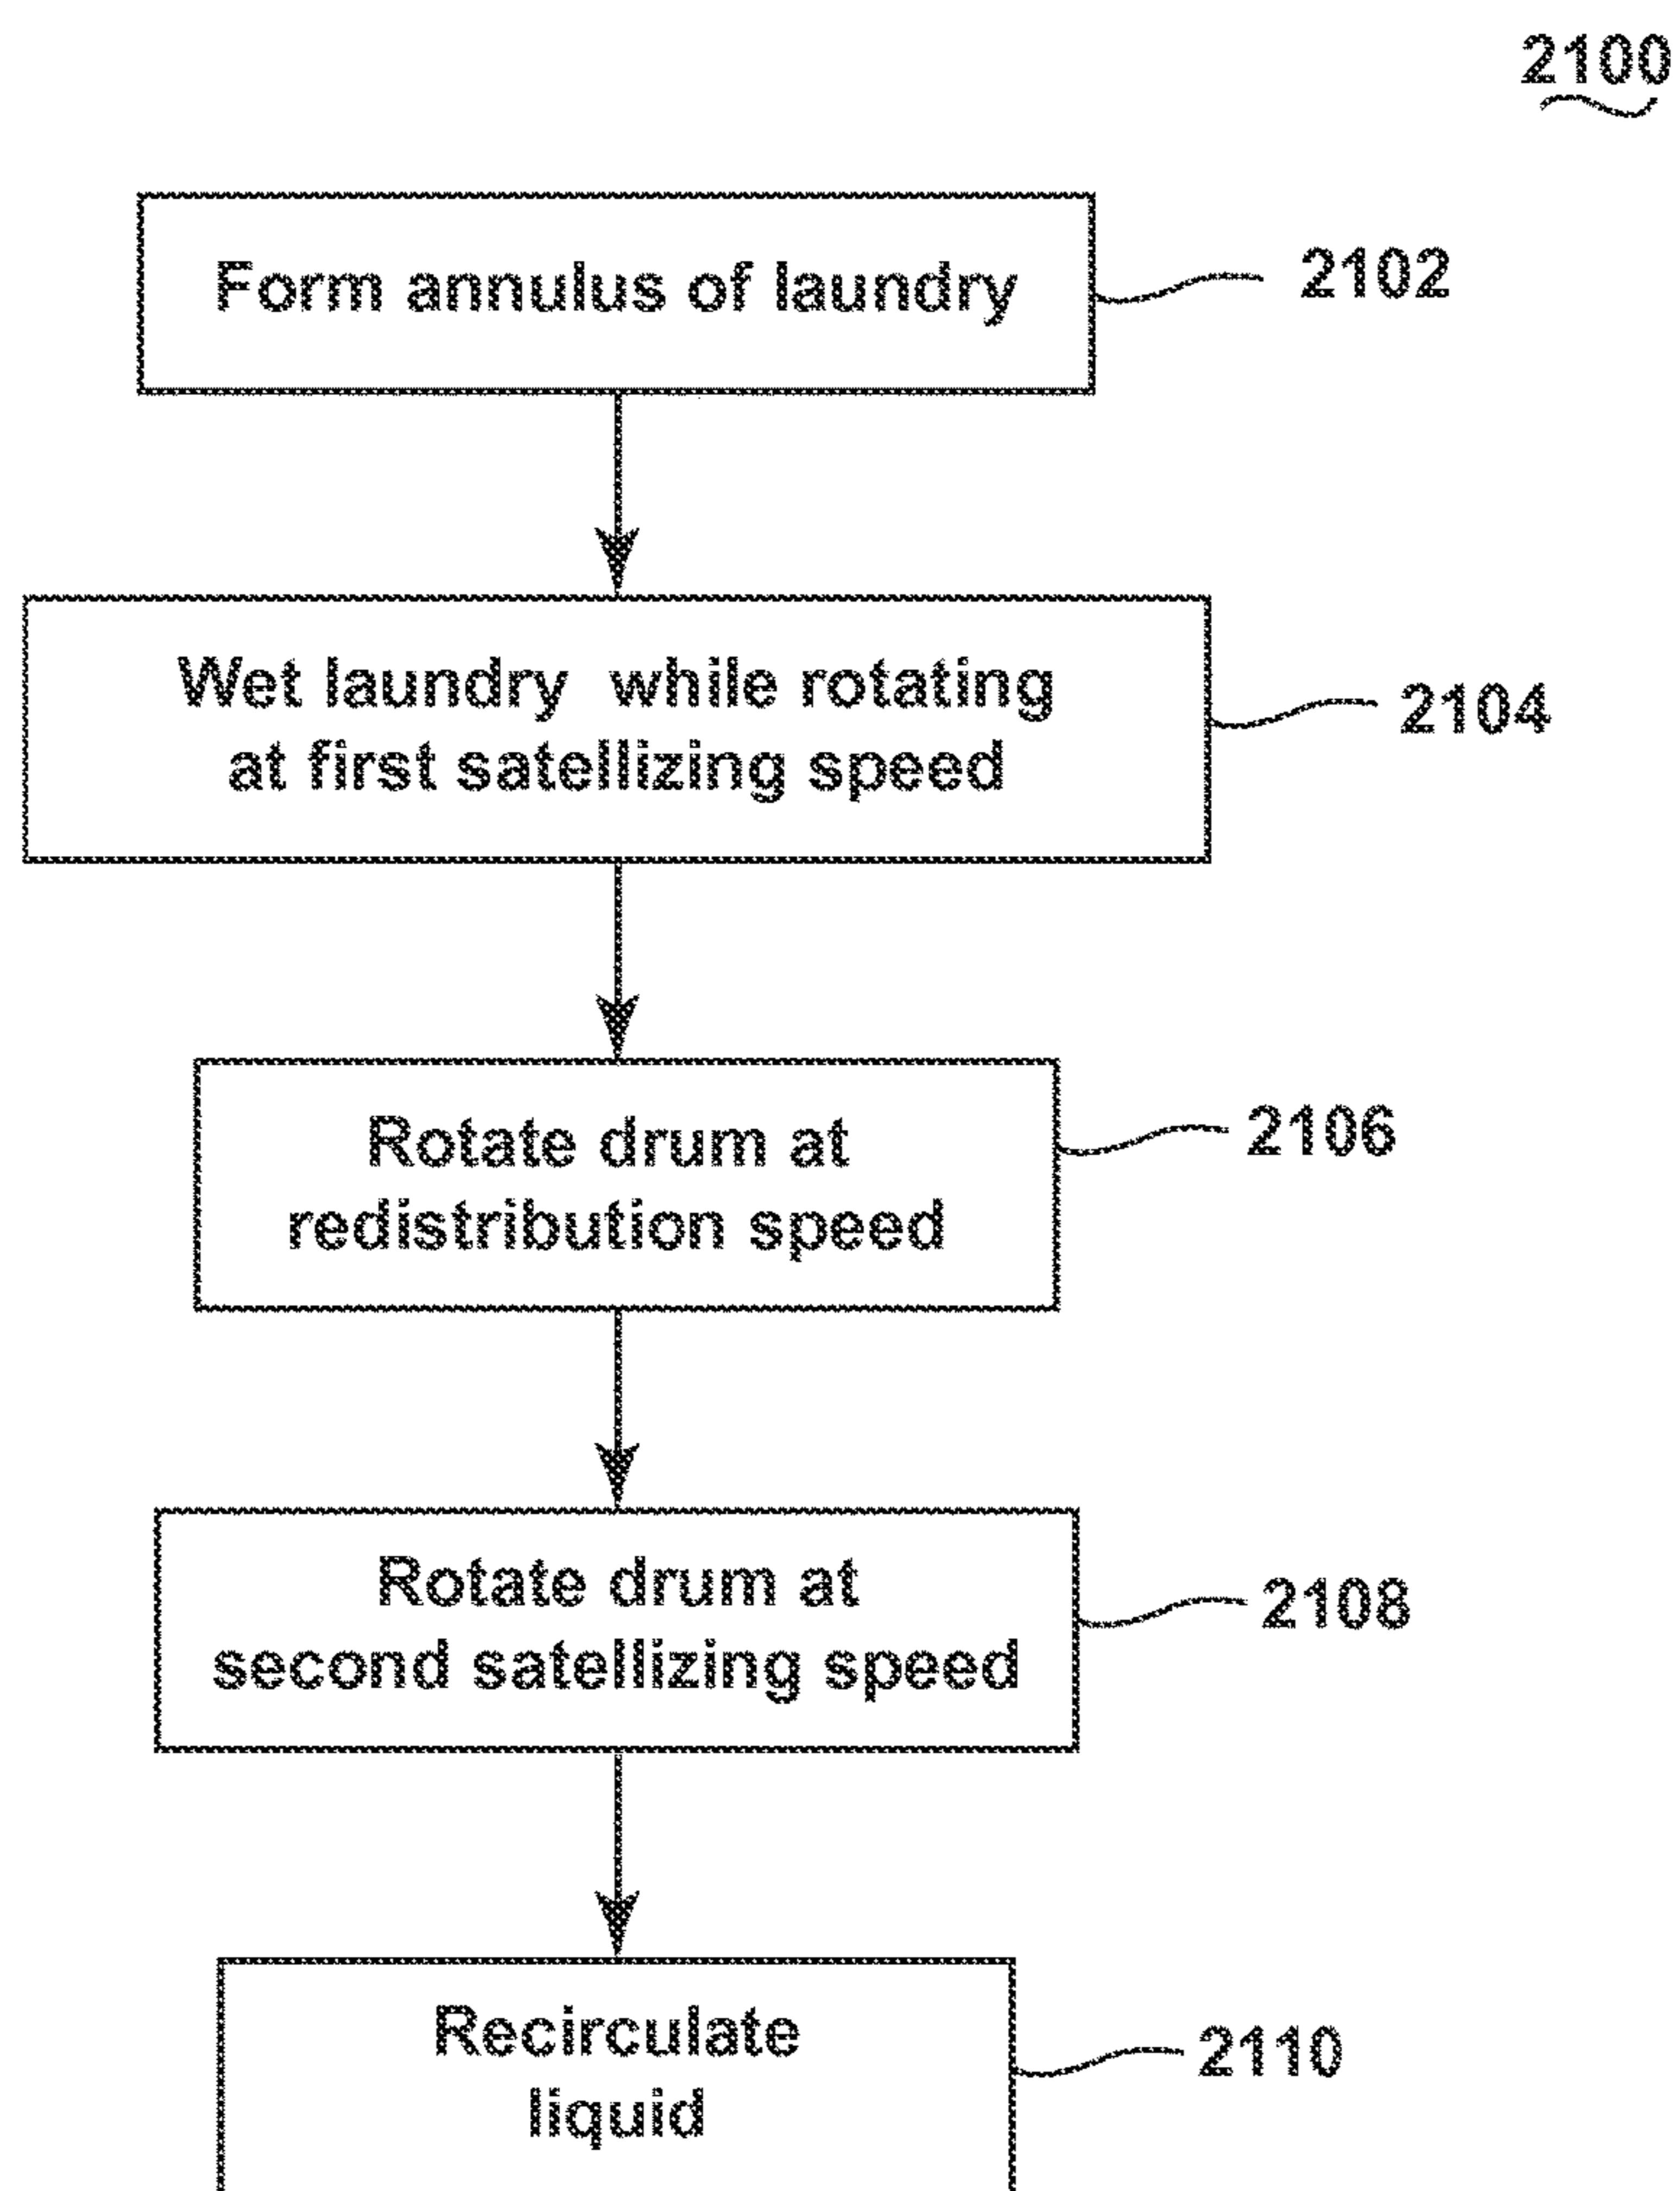 2100
Form annulus of laundry
2102
Wet laundry while rotating
at first satellizing speed
2104
Rotate drum at
redistribution speed
2106
Rotate drum at
second satellizing speed
2108
Recirculate
liquid
2110